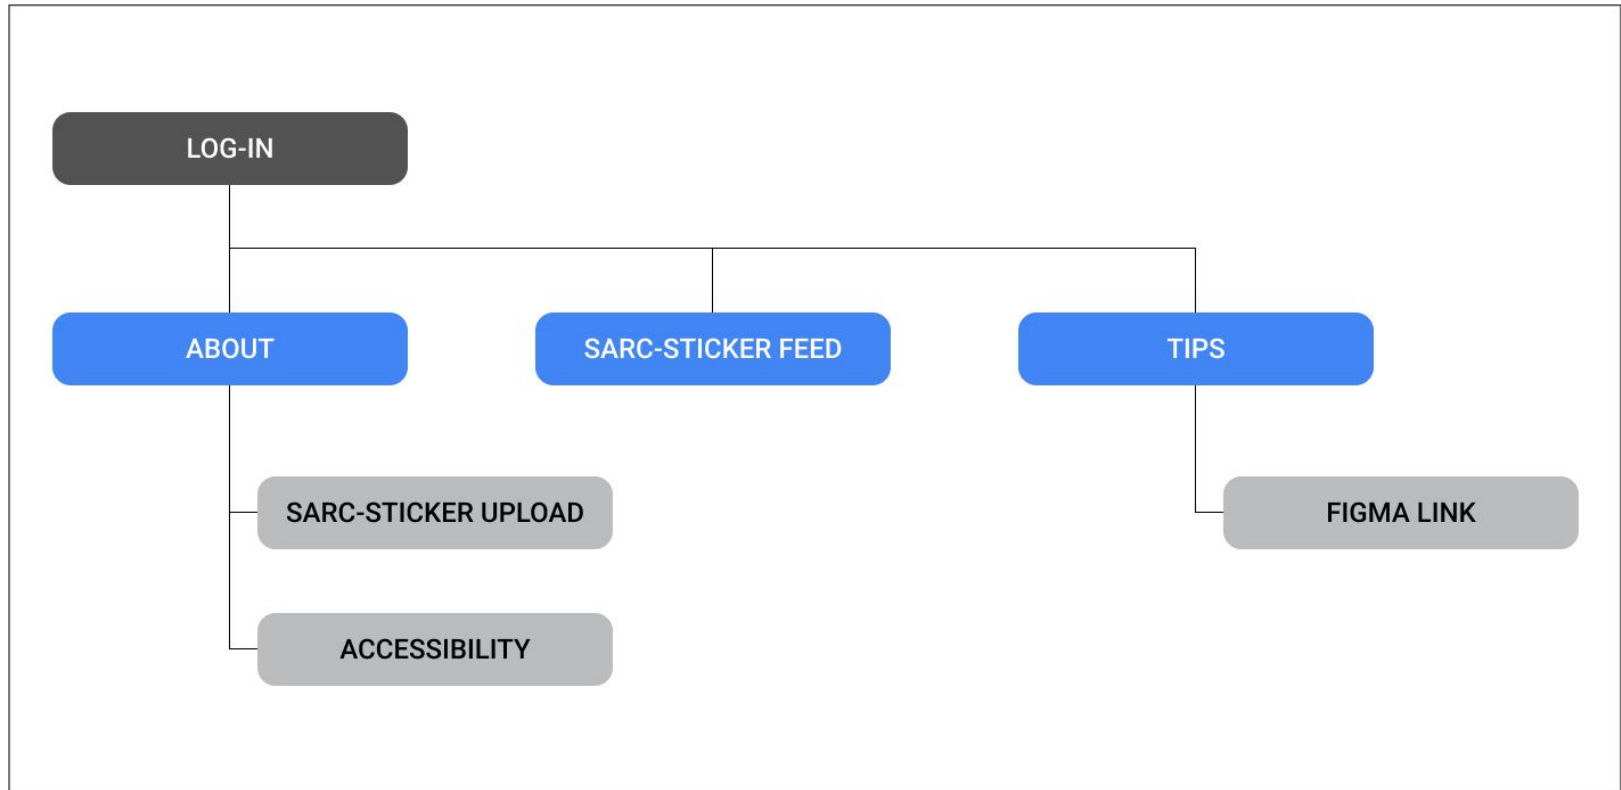 LOG-IN
ABOUT
SARC-STICKER FEED
TIPS
SARC-STICKER UPLOAD
FIGMA LINK
ACCESSIBILITY